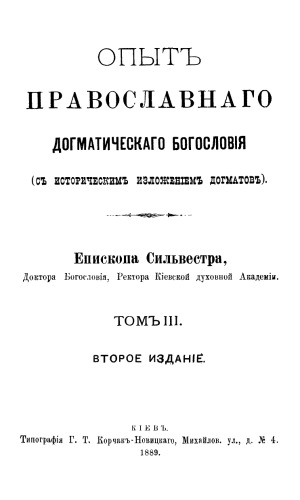 ОПЫТЪ
ПРАВОСЛАВНАГО
ДОГМАТИЧЕСКАГО БОГОСЛОВІЯ
(СЪ ИСТОРИЧЕСКИМЪ ИЗЛОЖЕНІЕМЪ ДОГМАТОВЪ).
Епископа Сильвестра,
Доктора Богословія, Ректора Кіевской духовной Академіи.
ТОМЪ III.
ВТОРОЕ ИЗДАНІЕ.
КІЕВЪ.
Типографія Г. Т. Корчакъ-Новицкаго, Михайлов. ул., д. № 4.
1889.